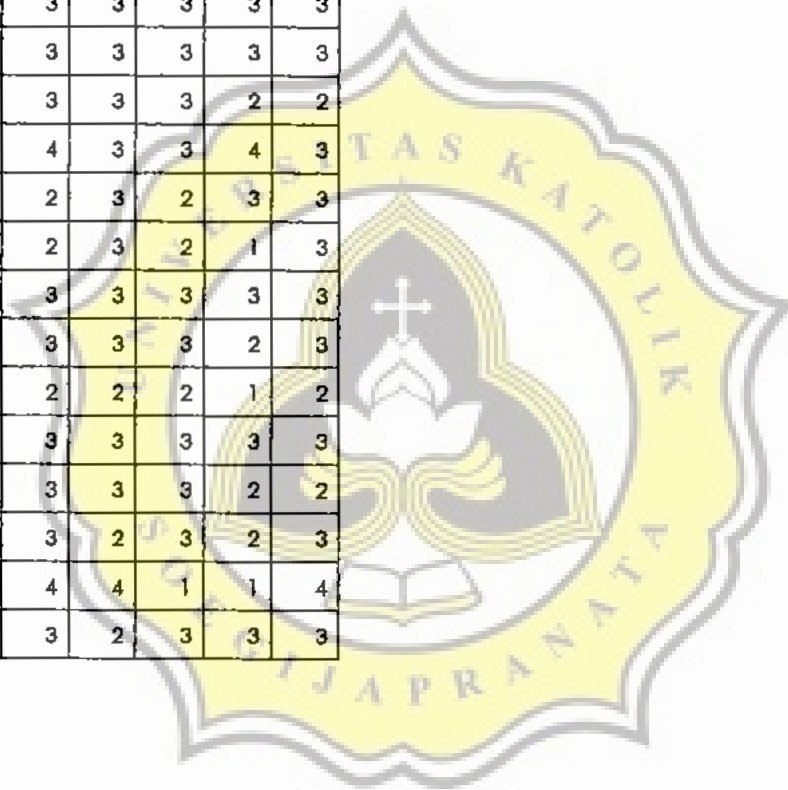 3 3 3 3 3
3 3 3 3 3
3 3 3 2 2
4 3 3 4 3
2 3 2 3 3
2 3 2 1 3
3 3 3 3 3
3 3 3 2 3
2 2 2 1 2
3 3 3 3 3
3 3 3 2 2
3 2 3 2 3
4 4 1 1 4
3 2 3 3 3
UNIVERSITAS KATOLIK
SOEGIJAPRANATA